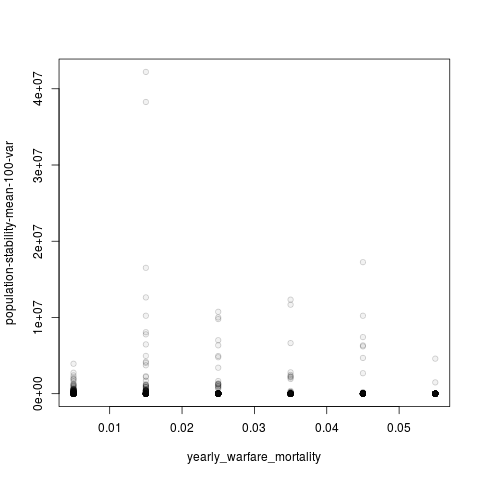 4e+07
3e+07
2e+07
1e+07
0e+00
population-stability-mean-100-var
0.01 0.02 0.03 0.04 0.05
yearly_warfare_mortality